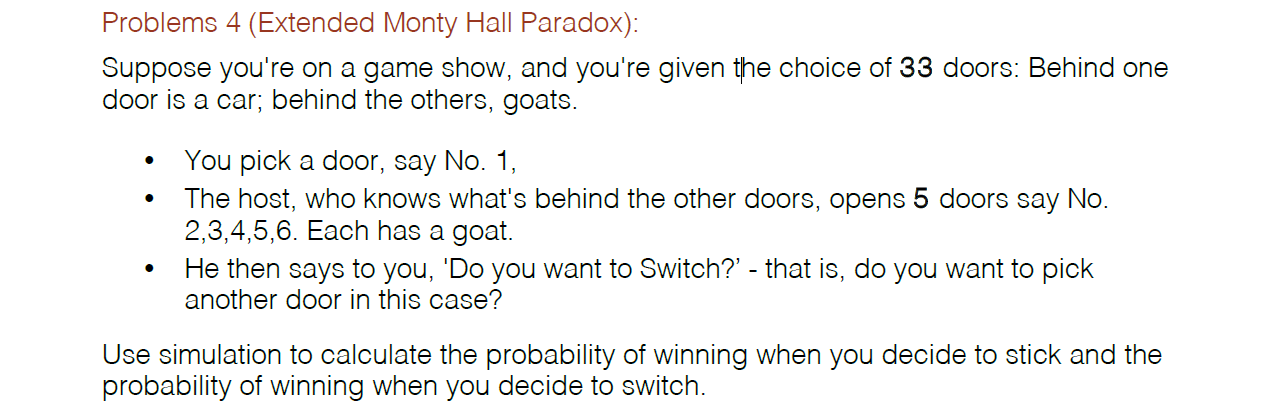 Problems 4 (Extended Monty Hall Paradox):
Suppose you're on a game show, and you're given the choice of 33 doors: Behind one
door is a car; behind the others, goats.
• You pick a door, say No. 1,
• The host, who knows what's behind the other doors, opens 5 doors say No.
2,3,4,5,6. Each has a goat.
• He then says to you, 'Do you want to Switch?’ - that is, do you want to pick
another door in this case?
Use simulation to calculate the probability of winning when you decide to stick and the
probability of winning when you decide to switch.